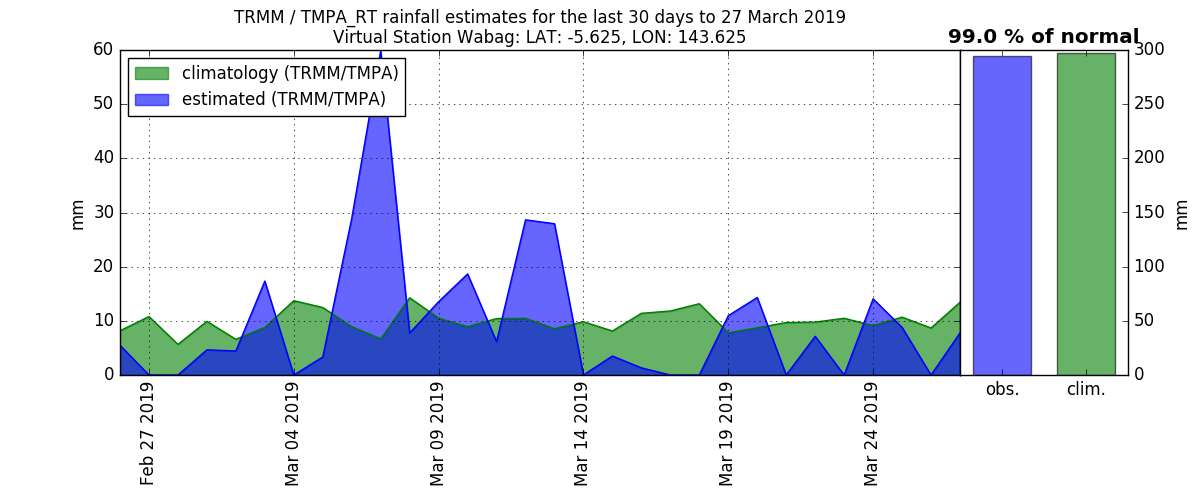 TRMM / TMPA_RT rainfall estimates for the last 30 days to 27 March 2019
Virtual Station Wabag: LAT: -5.625, LON: 143.625
99.0 % of normal
climatology (TRMM/TMPA)
estimated (TRMM/TMPA)
60
50
40
30
20
10
0
mm
300
250
200
150
100
50
0
mm
Feb 27 2019
Mar 04 2019
Mar 09 2019
Mar 14 2019
Mar 19 2019
Mar 24 2019
obs.
clim.